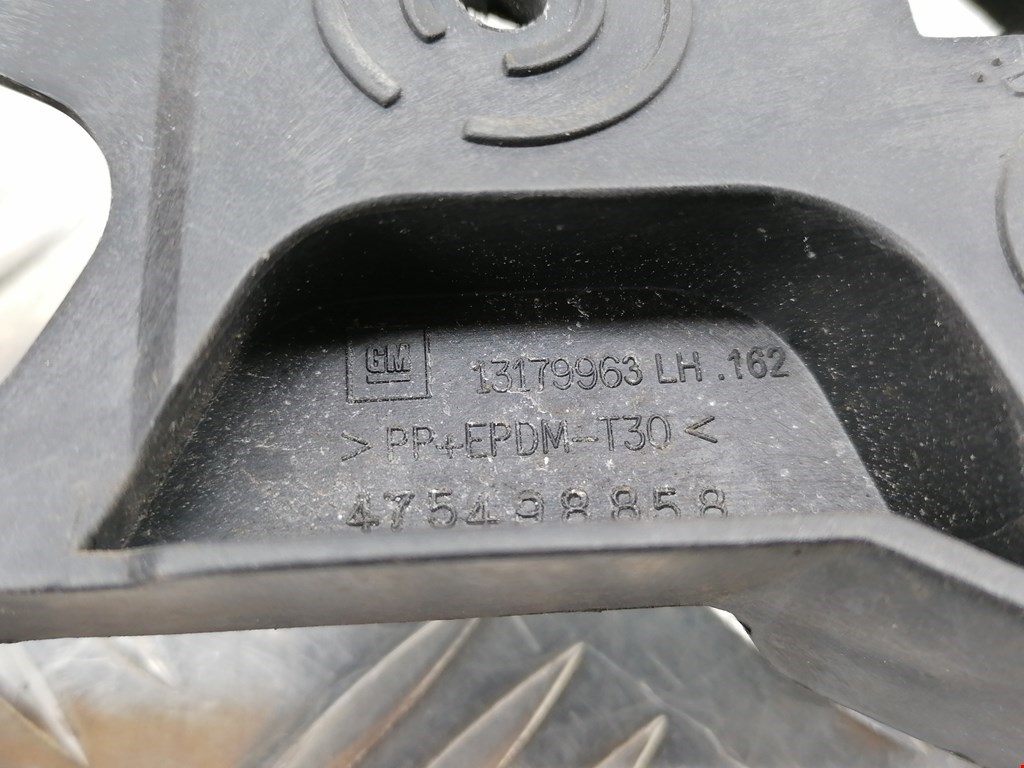 GM 13179963 LH .162
>PP+EPDM-T30<
475498858